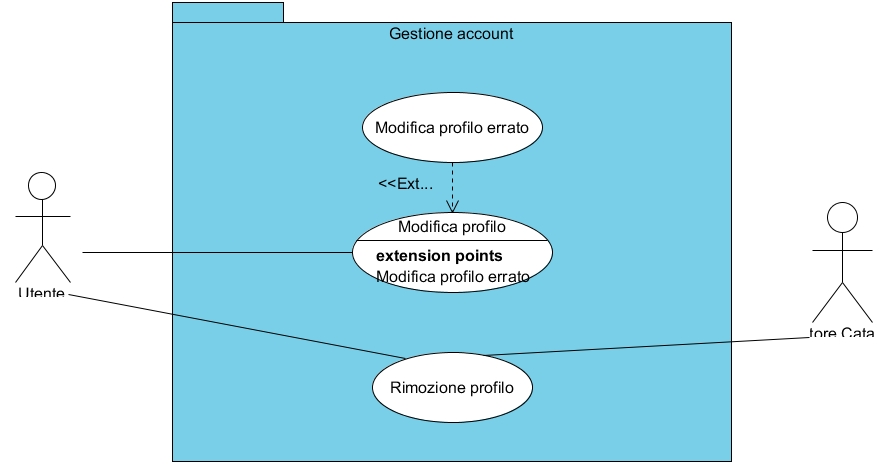 Gestione account
Modifica profilo errato
<<Ext...
Modifica profilo
extension points
Modifica profilo errato
Utente
tore Cata
Rimozione profilo